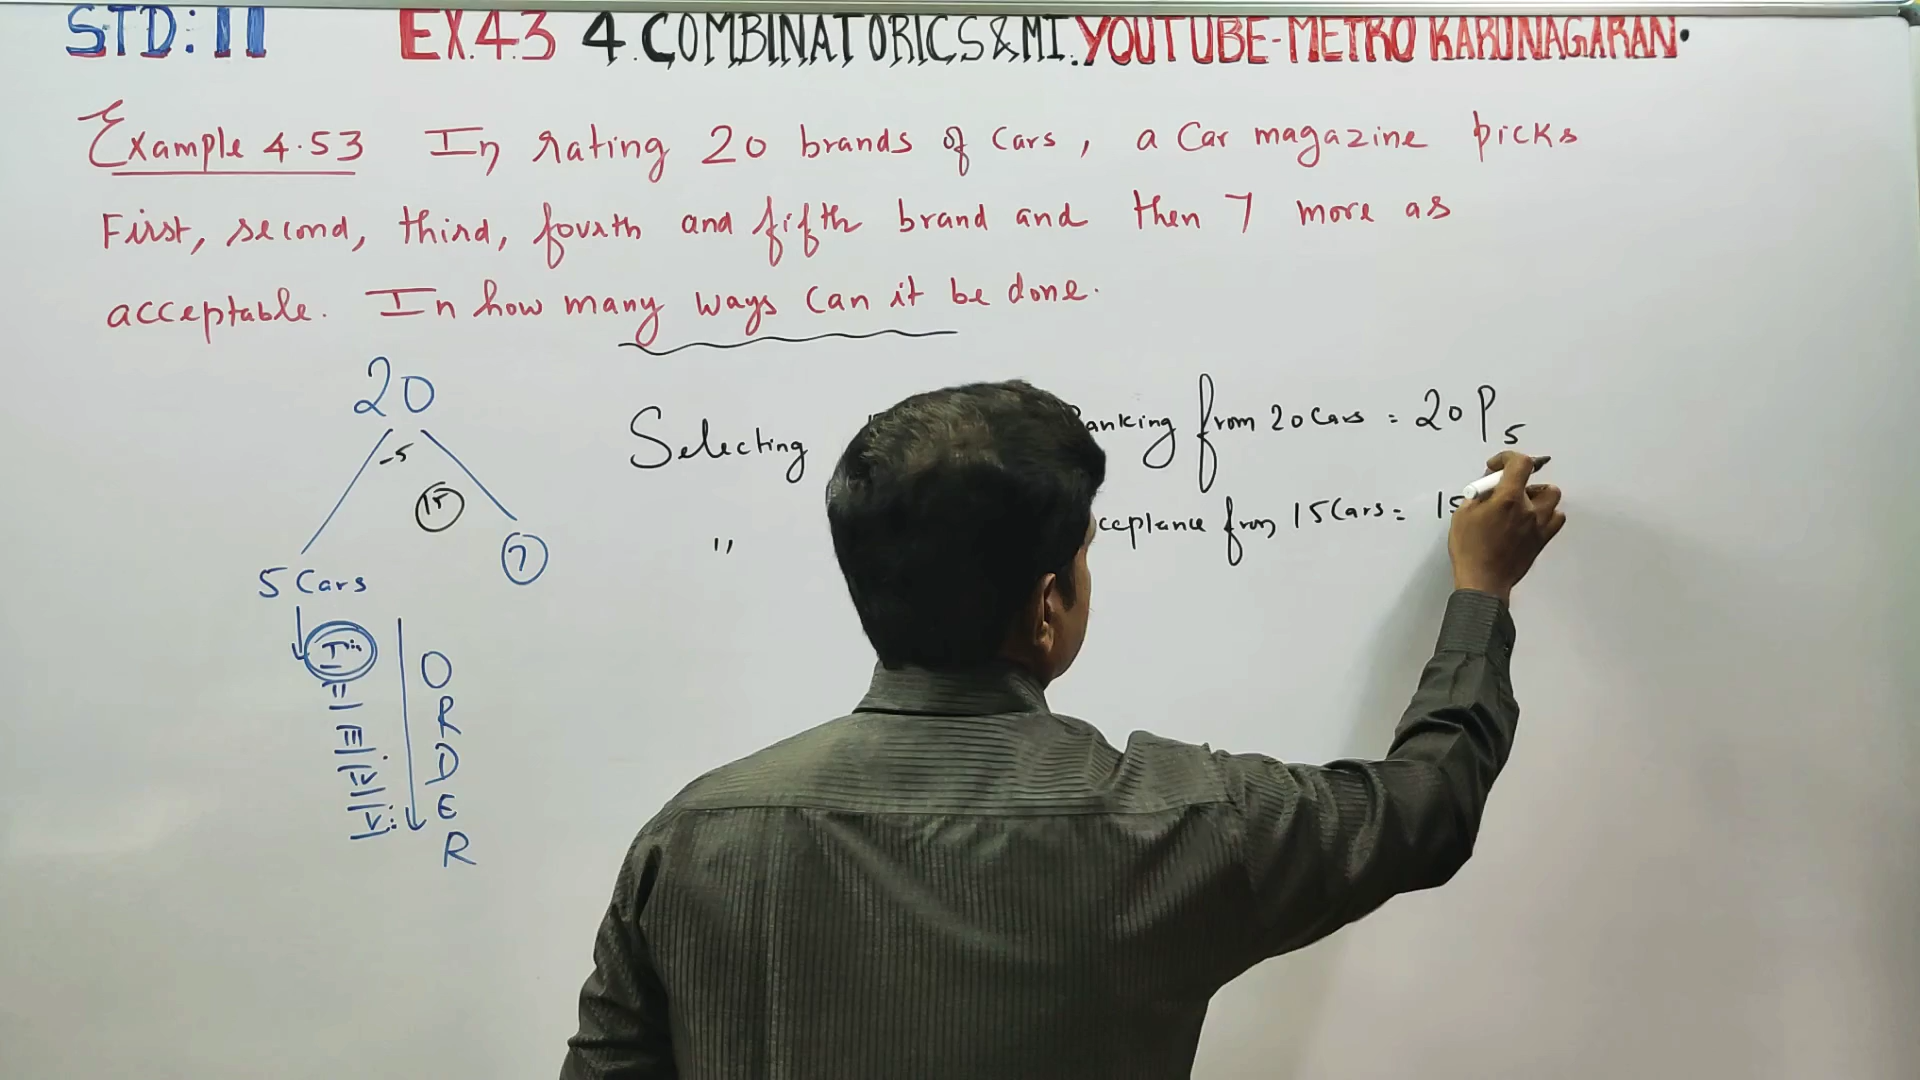 STD: 11 EX.4.3 4.COMBINATORICS&MI. YOUTUBE-METRO KARUNAGARAN.
Example 4.53 In rating 20 brands of cars, a Car magazine picks
First, second, third, fourth and fifth brand and then 7 more as
acceptable. In how many ways can it be done.
20
-5
15
7
5 Cars
I
II
III
IV
V
ORDER
Selecting anking from 20 Cars = 20P5
" cceptance from 15 Cars = 15